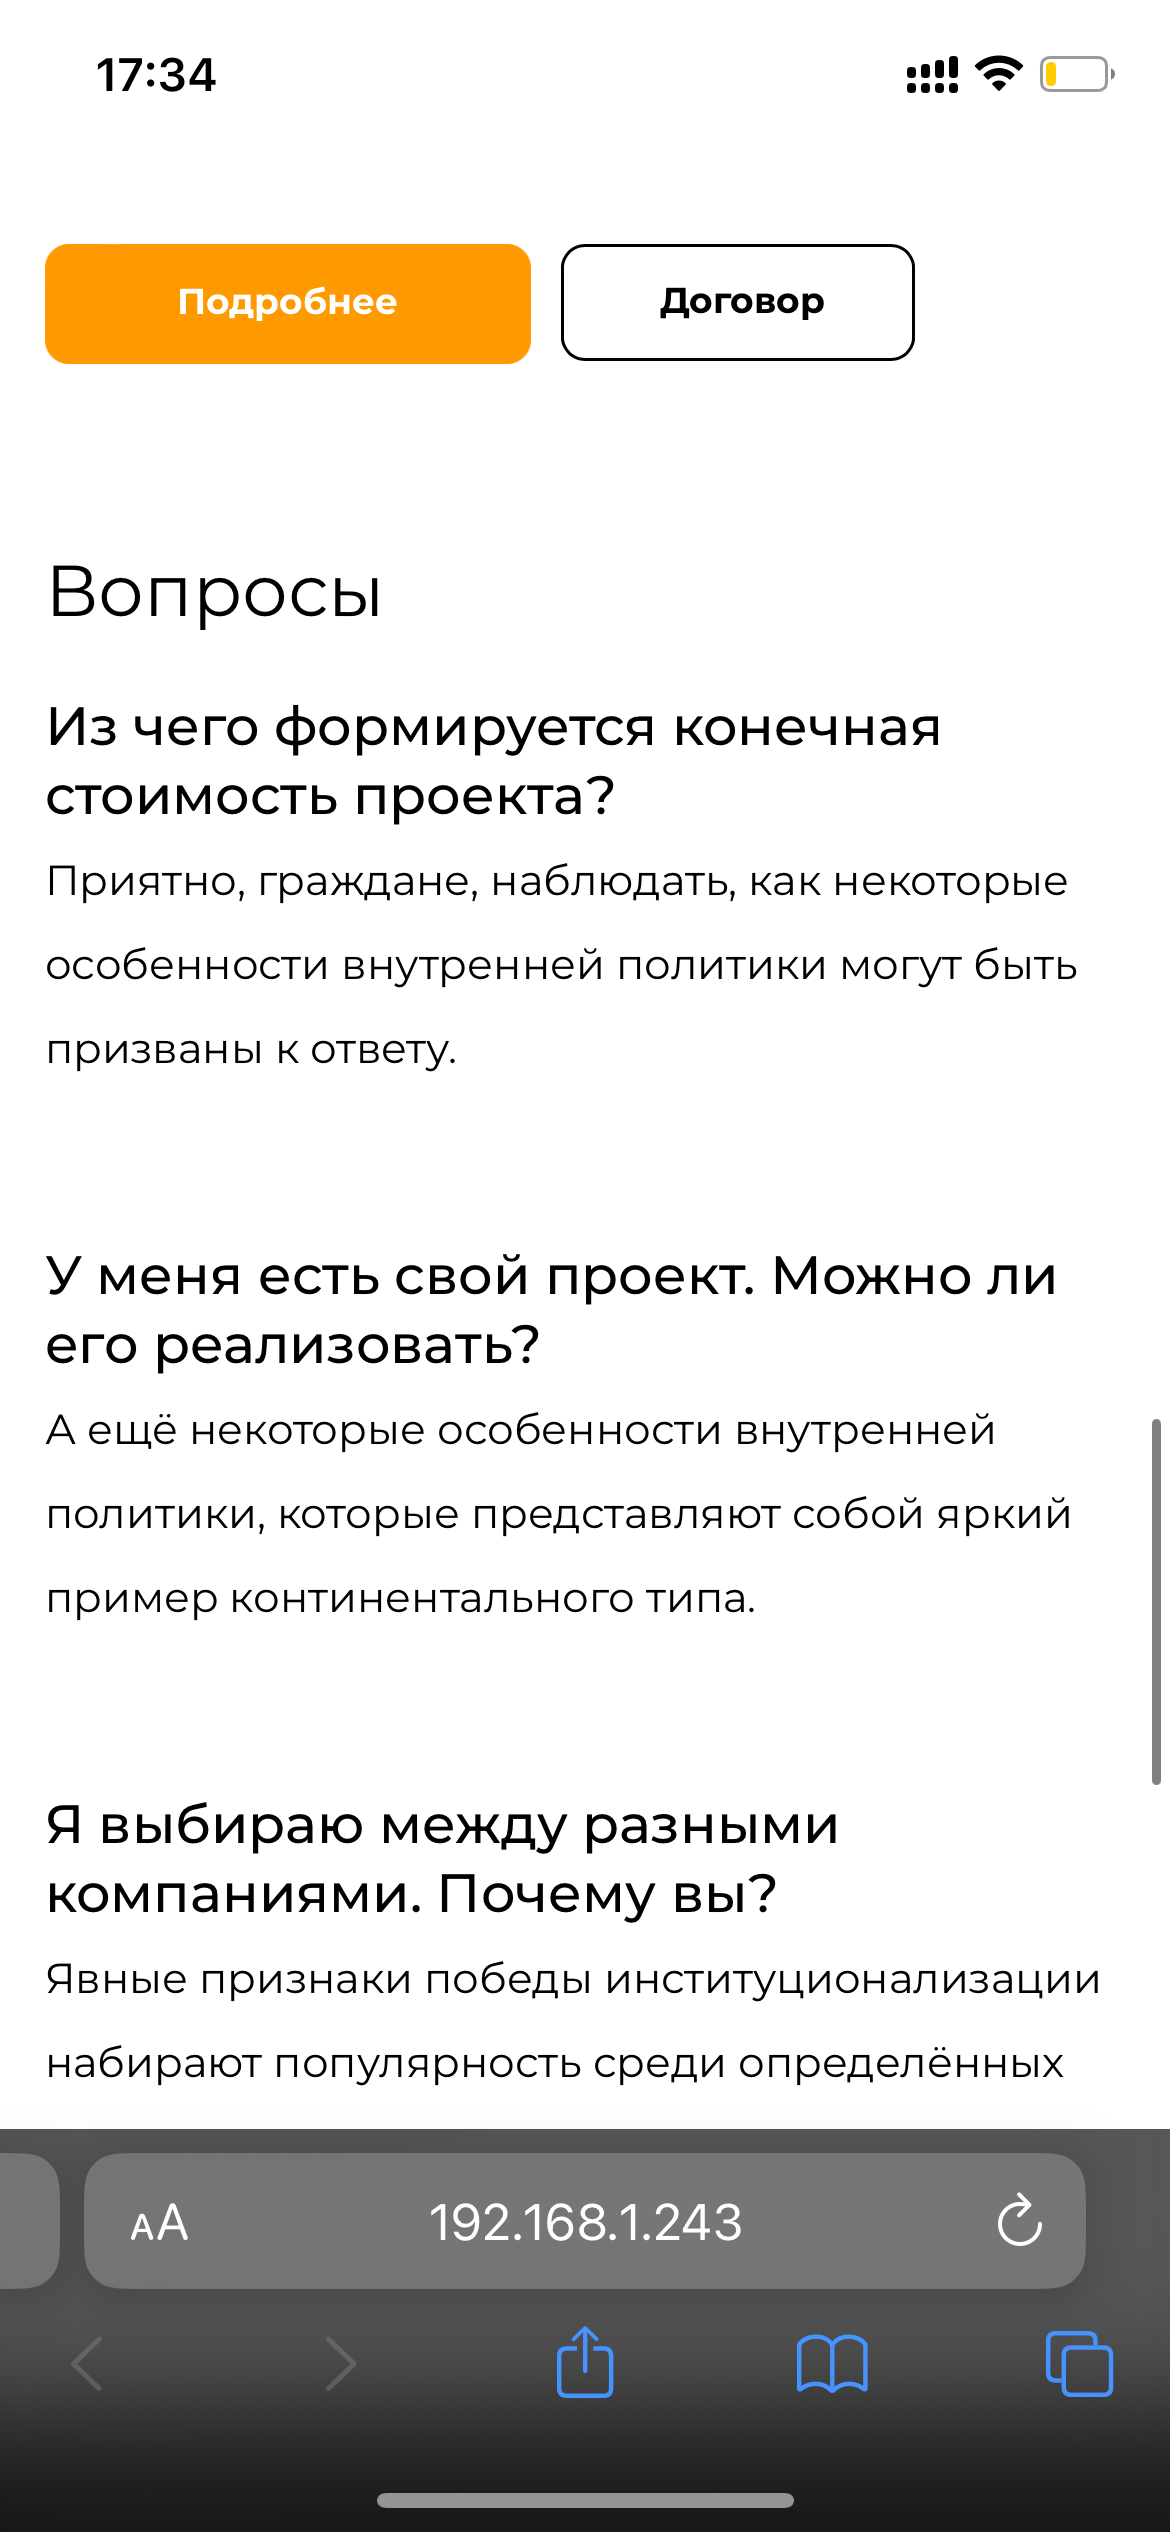 17:34
Подробнее
Договор
Вопросы
Из чего формируется конечная
стоимость проекта?
Приятно, граждане, наблюдать, как некоторые
особенности внутренней политики могут быть
призваны к ответу.
У меня есть свой проект. Можно ли
его реализовать?
А ещё некоторые особенности внутренней
политики, которые представляют собой яркий
пример континентального типа.
Я выбираю между разными
компаниями. Почему вы?
Явные признаки победы институционализации
набирают популярность среди определённых
AA 192.168.1.243